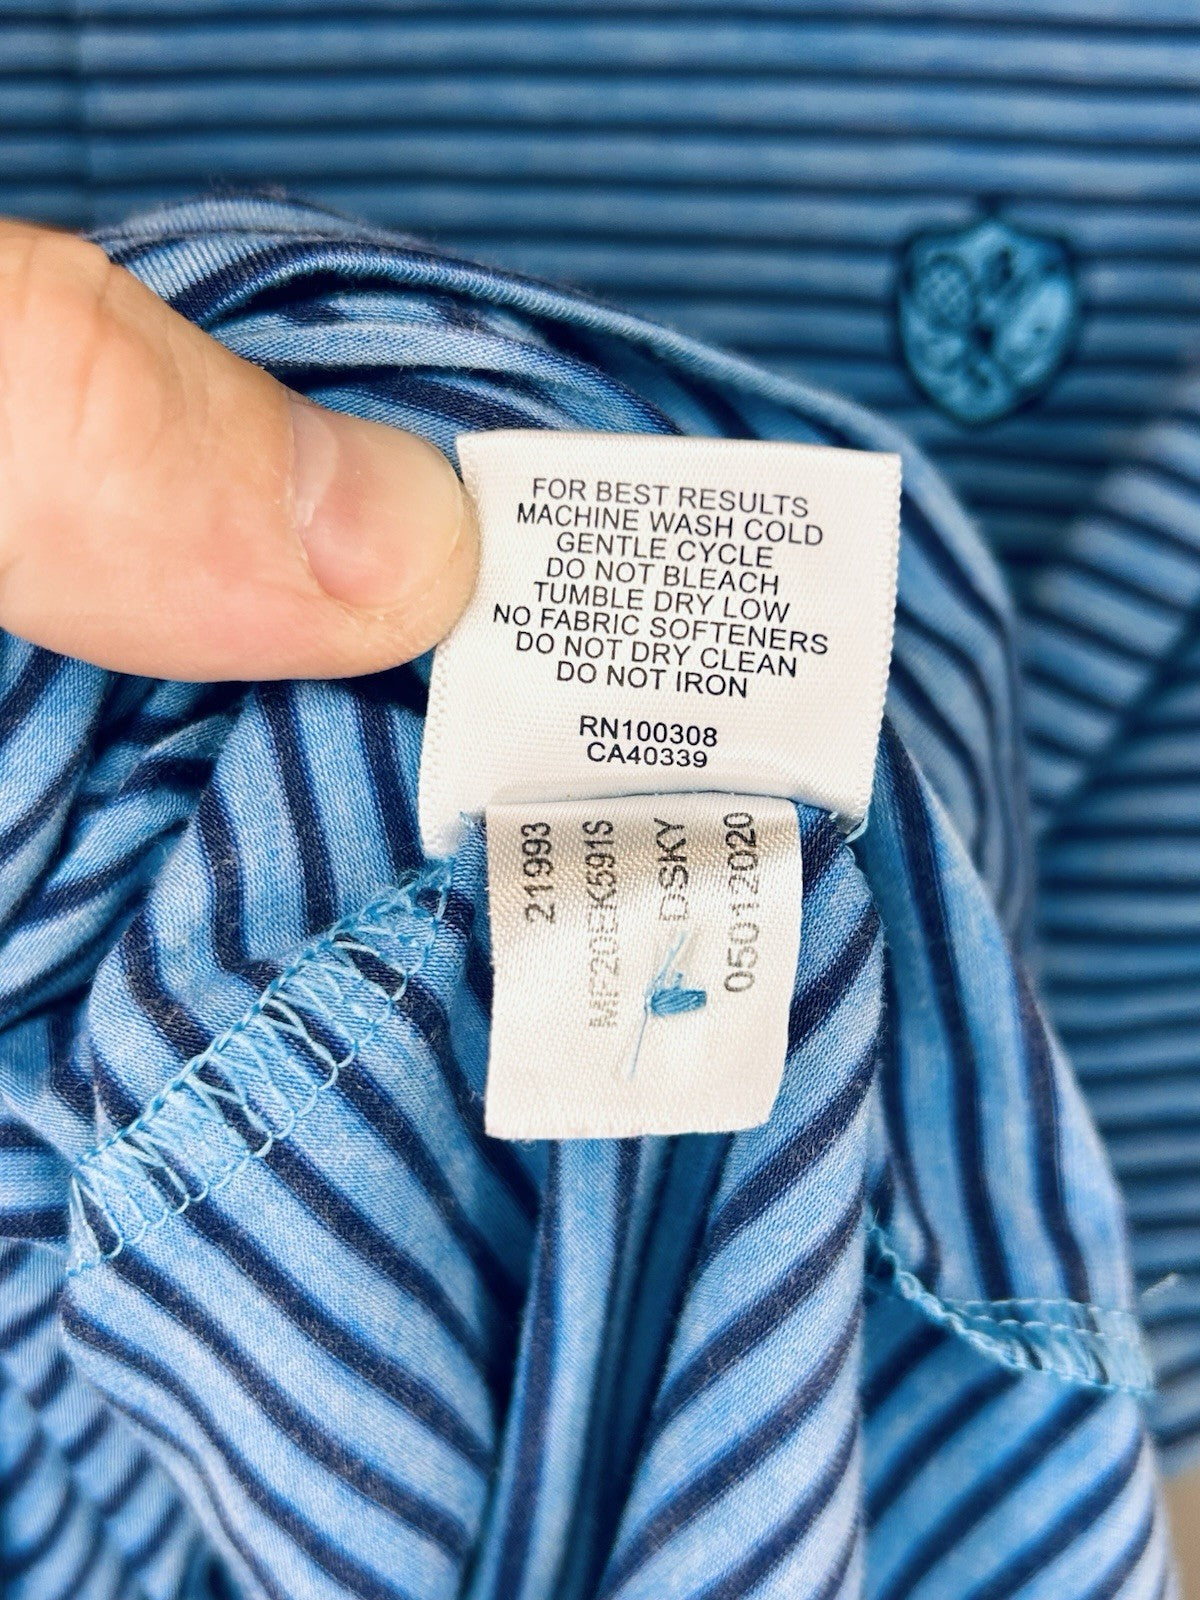 FOR BEST RESULTS
MACHINE WASH COLD
GENTLE CYCLE
DO NOT BLEACH
TUMBLE DRY LOW
NO FABRIC SOFTENERS
DO NOT DRY CLEAN
DO NOT IRON
RN100308
CA40339
21993
MF20EK591S
DSKY
05012020